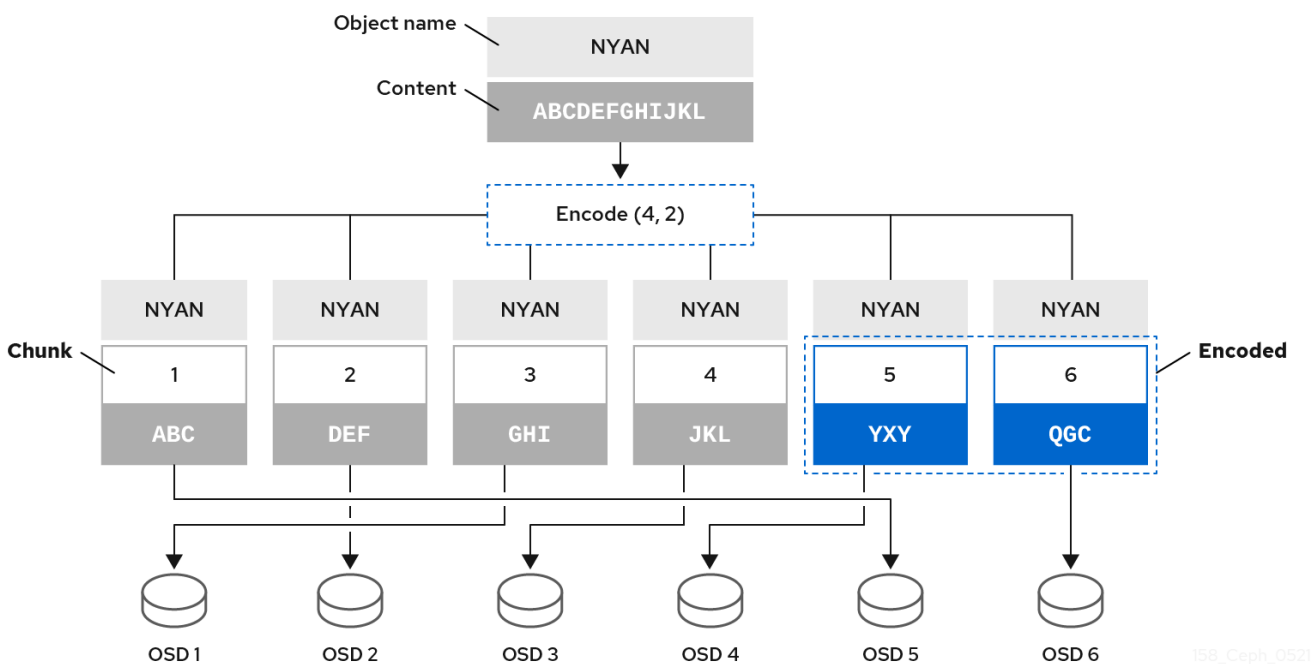 Object name
NYAN
Content
ABCDEFGHIJKL
Encode (4, 2)
NYAN NYAN NYAN NYAN NYAN NYAN
Chunk 1 2 3 4 5 6 Encoded
ABC DEF GHI JKL YXY QGC
OSD 1 OSD 2 OSD 3 OSD 4 OSD 5 OSD 6
158_Ceph_0521